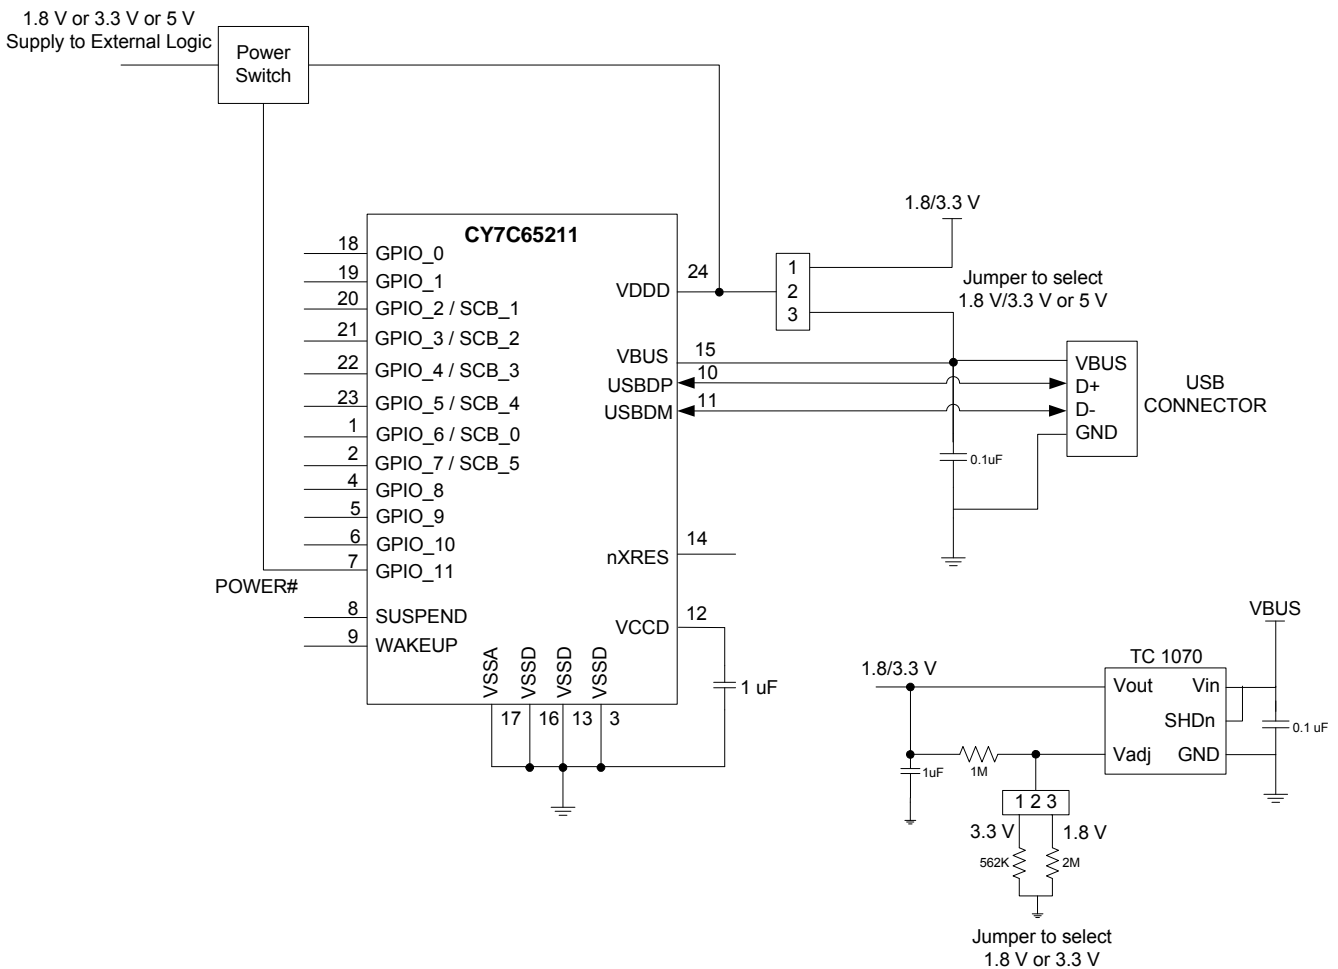 1.8 V or 3.3 V or 5 V
Supply to External Logic
Power
Switch
CY7C65211
18 GPIO_0
19 GPIO_1
20 GPIO_2 / SCB_1
21 GPIO_3 / SCB_2
22 GPIO_4 / SCB_3
23 GPIO_5 / SCB_4
1 GPIO_6 / SCB_0
2 GPIO_7 / SCB_5
4 GPIO_8
5 GPIO_9
6 GPIO_10
7 GPIO_11
POWER#
8 SUSPEND
9 WAKEUP
VDDD 24
VBUS 15
USBDP 10
USBDM 11
nXRES 14
VCCD 12
1 uF
VSSA
VSSD
VSSD
VSSD
17
16
13
3
1.8/3.3 V
1
2
3
Jumper to select
1.8 V/3.3 V or 5 V
VBUS
D+
D-
GND
USB
CONNECTOR
0.1uF
VBUS
TC 1070
1.8/3.3 V
Vout
Vin
SHDn
Vadj
GND
0.1 uF
1uF
1M
1 2 3
3.3 V
1.8 V
562K
2M
Jumper to select
1.8 V or 3.3 V